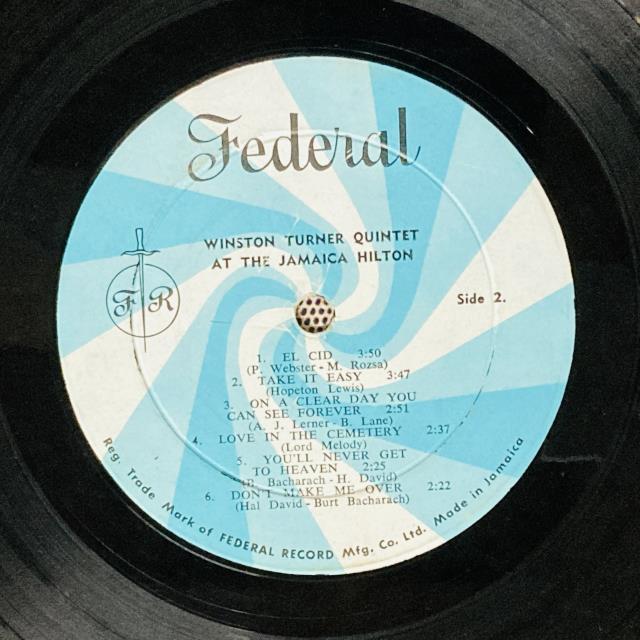 Federal
WINSTON TURNER QUINTET
AT THE JAMAICA HILTON
F R
Side 2.
1. EL CID 3:50
(P. Webster - M. Rozsa)
2. TAKE IT EASY 3:47
(Hopeton Lewis)
3. ON A CLEAR DAY YOU
CAN SEE FOREVER 2:51
(A. J. Lerner - B. Lane)
4. LOVE IN THE CEMETERY 2:37
(Lord Melody)
5. YOU'LL NEVER GET
TO HEAVEN 2:25
(B. Bacharach - H. David)
6. DON'T MAKE ME OVER 2:22
(Hal David - Burt Bacharach)
Reg. Trade Mark of FEDERAL RECORD Mfg. Co. Ltd. Made in Jamaica